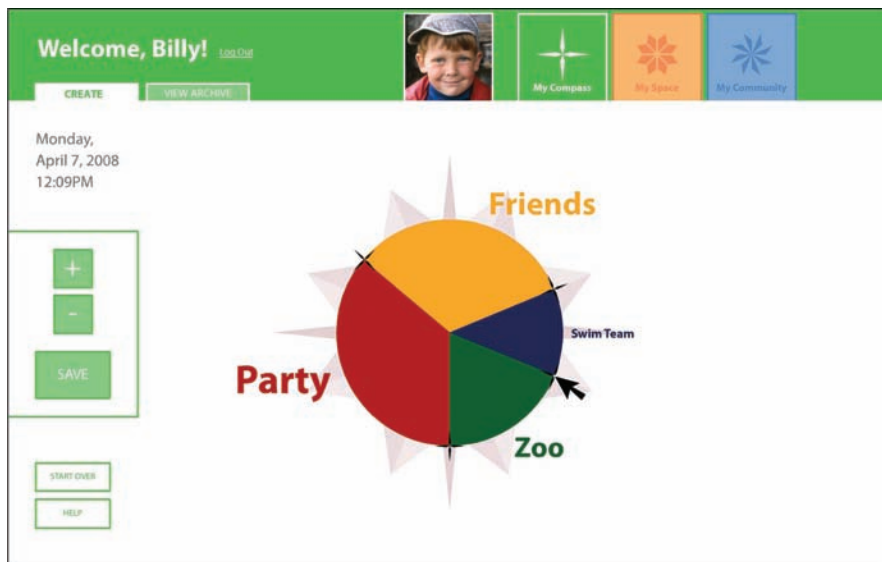 Welcome, Billy! Log Out
CREATE
VIEW ARCHIVE
My Compass
My Space
My Community
Monday,
April 7, 2008
12:09PM
+
-
SAVE
START OVER
HELP
Friends
Swim Team
Party
Zoo